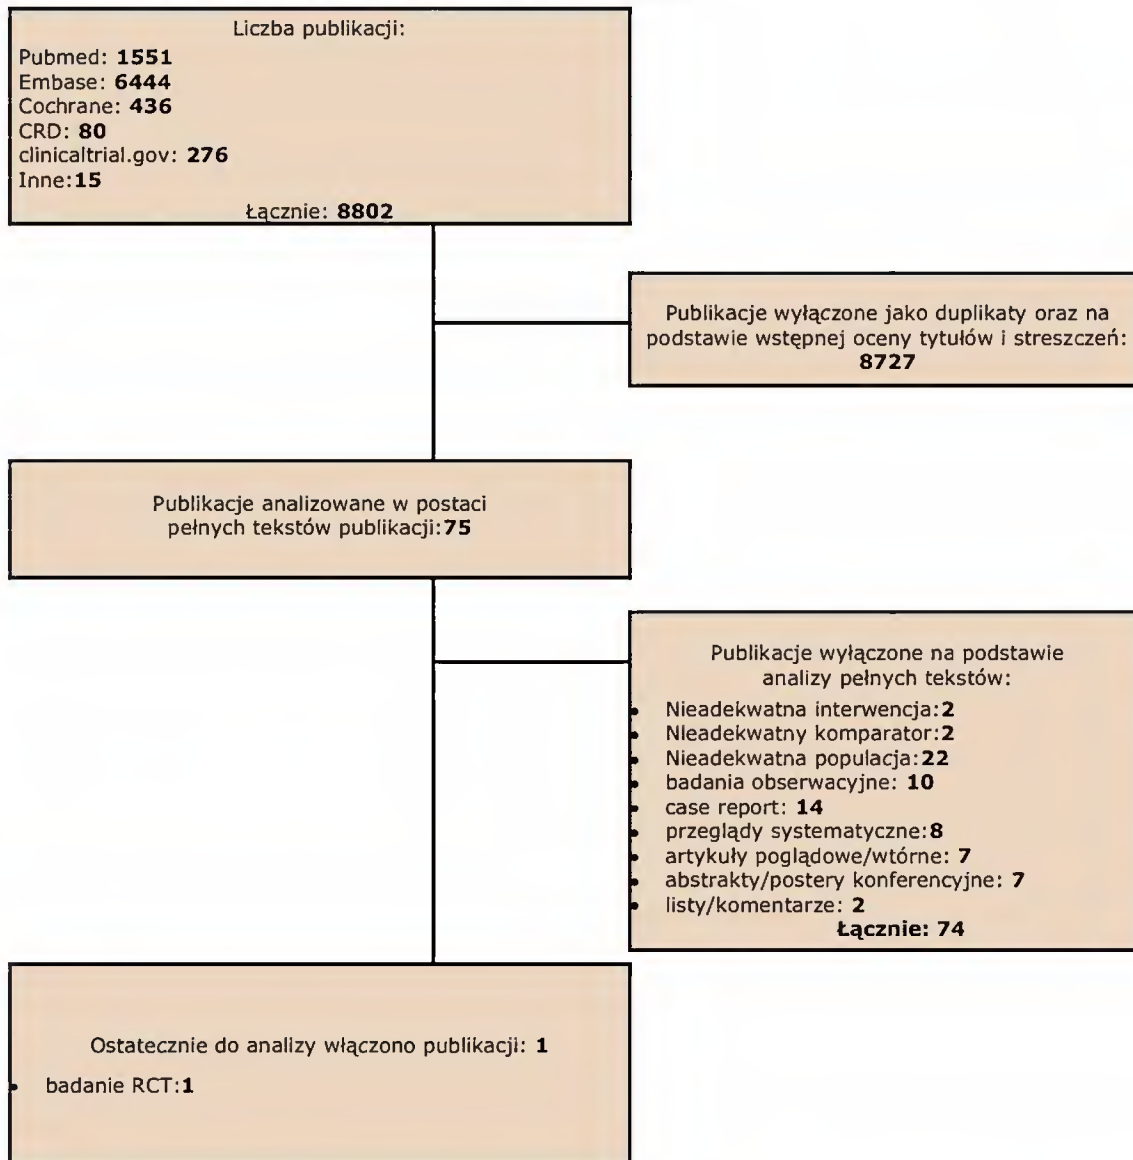 Liczba publikacji:
Pubmed: 1551
Embase: 6444
Cochrane: 436
CRD: 80
clinicaltrial.gov: 276
Inne:15
Łącznie: 8802
Publikacje wyłączone jako duplikaty oraz na
podstawie wstępnej oceny tytułów i streszczeń:
8727
Publikacje analizowane w postaci
pełnych tekstów publikacji:75
Publikacje wyłączone na podstawie
analizy pełnych tekstów:
• Nieadekwatna interwencja:2
• Nieadekwatny komparator:2
• Nieadekwatna populacja:22
• badania obserwacyjne: 10
• case report: 14
• przeglądy systematyczne:8
• artykuły poglądowe/wtórne: 7
• abstrakty/postery konferencyjne: 7
• listy/komentarze: 2
Łącznie: 74
Ostatecznie do analizy włączono publikacji: 1
• badanie RCT:1